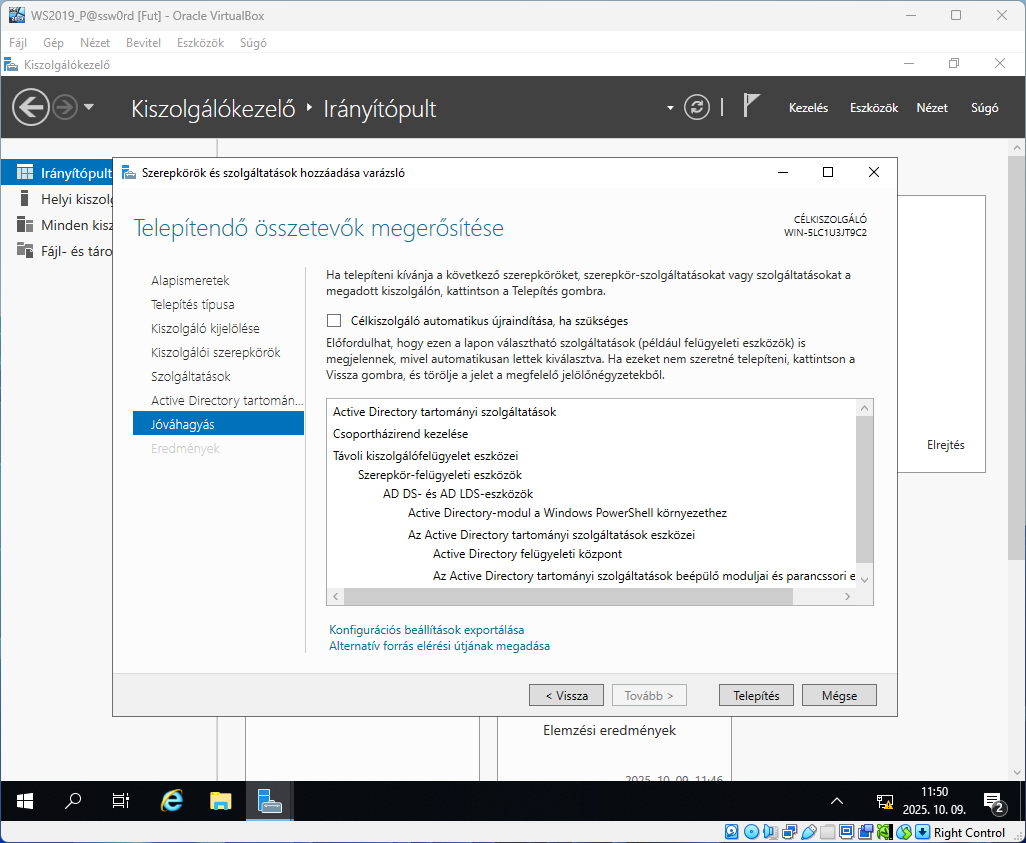 WS2019_P@ssw0rd [Fut] - Oracle VirtualBox
Fájl Gép Nézet Bevitel Eszközök Súgó
Kiszolgálókezelő
Kiszolgálókezelő Irányítópult
Kezelés Eszközök Nézet Súgó
Irányítópult
Helyi kiszolg
Minden kisz
Fájl- és táro
Szerepkörök és szolgáltatások hozzáadása varázsló
Telepítendő összetevők megerősítése
CÉLKISZOLGÁLÓ
WIN-5LC1U3JT9C2
Alapismeretek
Telepítés típusa
Kiszolgáló kijelölése
Kiszolgálói szerepkörök
Szolgáltatások
Active Directory tartomán...
Jóváhagyás
Eredmények
Ha telepíteni kívánja a következő szerepköröket, szerepkör-szolgáltatásokat vagy szolgáltatásokat a
megadott kiszolgálón, kattintson a Telepítés gombra.
Célkiszolgáló automatikus újraindítása, ha szükséges
Előfordulhat, hogy ezen a lapon választható szolgáltatások (például felügyeleti eszközök) is
megjelennek, mivel automatikusan lettek kiválasztva. Ha ezeket nem szeretné telepíteni, kattintson a
Vissza gombra, és törölje a jelet a megfelelő jelölőnégyzetekből.
Active Directory tartományi szolgáltatások
Csoportházirend kezelése
Távoli kiszolgálófelügyelet eszközei
Szerepkör-felügyeleti eszközök
AD DS- és AD LDS-eszközök
Active Directory-modul a Windows PowerShell környezethez
Az Active Directory tartományi szolgáltatások eszközei
Active Directory felügyeleti központ
Az Active Directory tartományi szolgáltatások beépülő moduljai és parancssori e
Konfigurációs beállítások exportálása
Alternatív forrás elérési útjának megadása
< Vissza Tovább > Telepítés Mégse
Elrejtés
Elemzési eredmények
2025. 10. 09. 11:46
11:50
2025. 10. 09.
2
Right Control